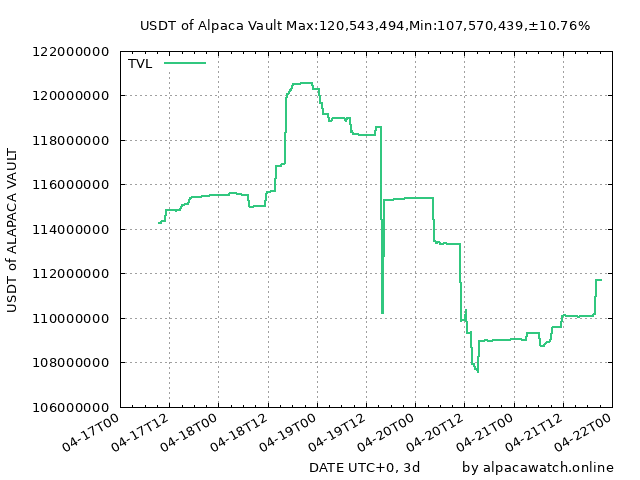 USDT of Alpaca Vault Max:120,543,494,Min:107,570,439,±10.76%
TVL
122000000
120000000
118000000
116000000
114000000
112000000
110000000
108000000
106000000
USDT of ALAPACA VAULT
04-17T00
04-17T12
04-18T00
04-18T12
04-19T00
04-19T12
04-20T00
04-20T12
04-21T00
04-21T12
04-22T00
DATE UTC+0, 3d
by alpacawatch.online